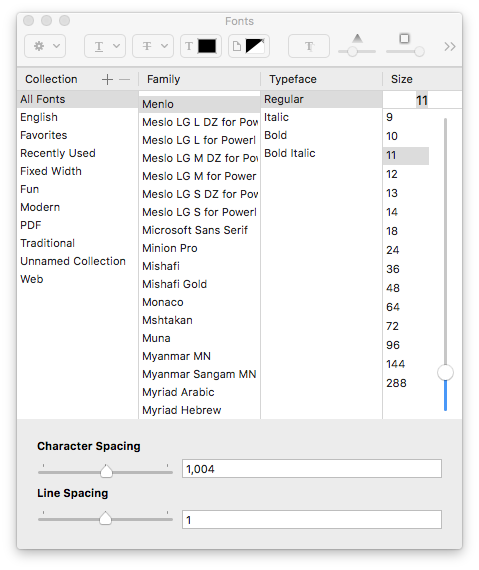 Fonts
T T T T
Collection + − Family Typeface Size
All Fonts
English
Favorites
Recently Used
Fixed Width
Fun
Modern
PDF
Traditional
Unnamed Collection
Web
Menlo
Meslo LG L DZ for Pow
Meslo LG L for Powerl
Meslo LG M DZ for Pow
Meslo LG M for Power
Meslo LG S DZ for Pow
Meslo LG S for Powerl
Microsoft Sans Serif
Minion Pro
Mishafi
Mishafi Gold
Monaco
Mshtakan
Muna
Myanmar MN
Myanmar Sangam MN
Myriad Arabic
Myriad Hebrew
Regular
Italic
Bold
Bold Italic
11
9
10
11
12
13
14
18
24
36
48
64
72
96
144
288
Character Spacing
1,004
Line Spacing
1